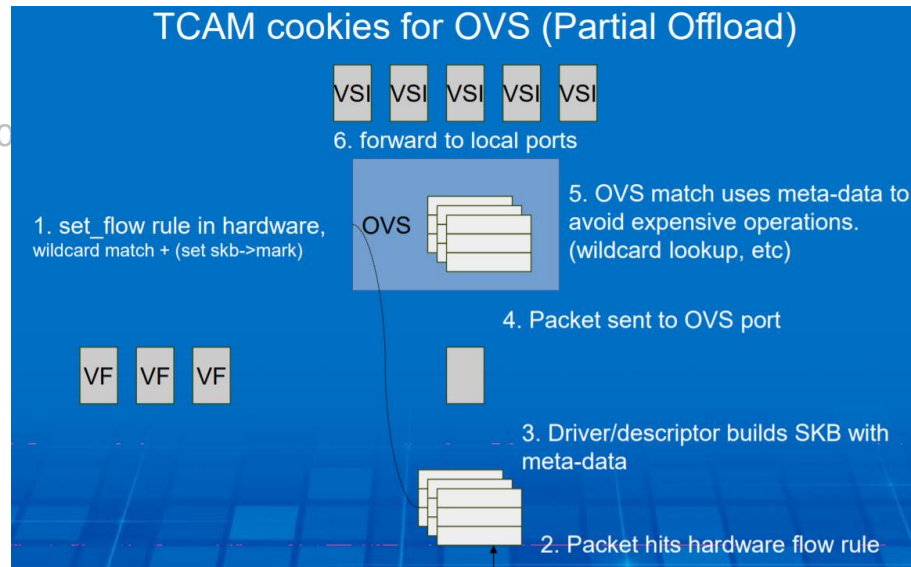 TCAM cookies for OVS (Partial Offload)
VSI VSI VSI VSI VSI
6. forward to local ports
1. set_flow rule in hardware,
wildcard match + (set skb->mark)
OVS
5. OVS match uses meta-data to
avoid expensive operations.
(wildcard lookup, etc)
4. Packet sent to OVS port
VF VF VF
3. Driver/descriptor builds SKB with
meta-data
2. Packet hits hardware flow rule